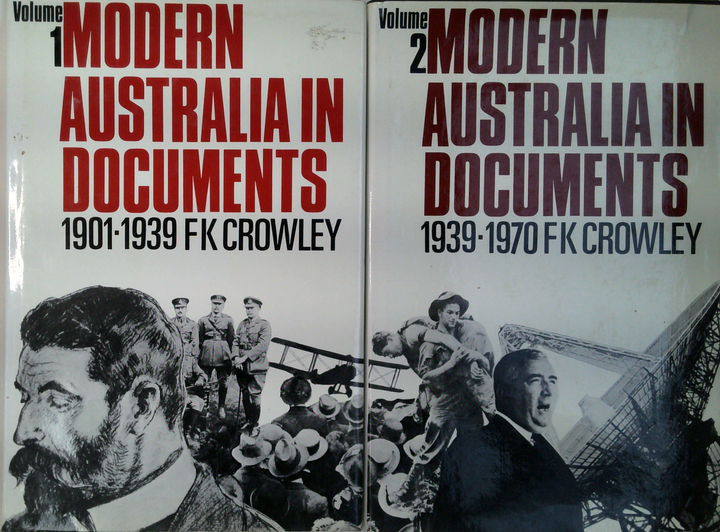 Volume
1
MODERN
AUSTRALIA IN
DOCUMENTS
1901-1939 F K CROWLEY
Volume
2
MODERN
AUSTRALIA IN
DOCUMENTS
1939-1970 F K CROWLEY